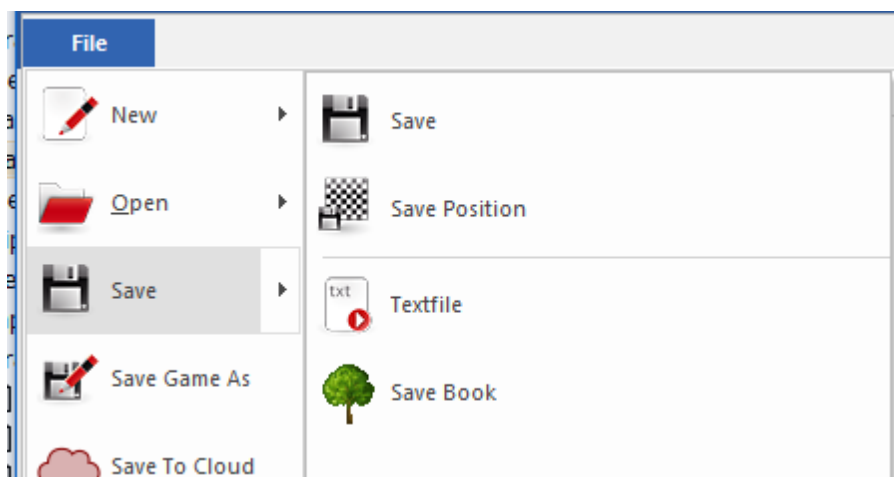 File
New
Open
Save
Save Game As
Save To Cloud
Save
Save Position
txt
Textfile
Save Book